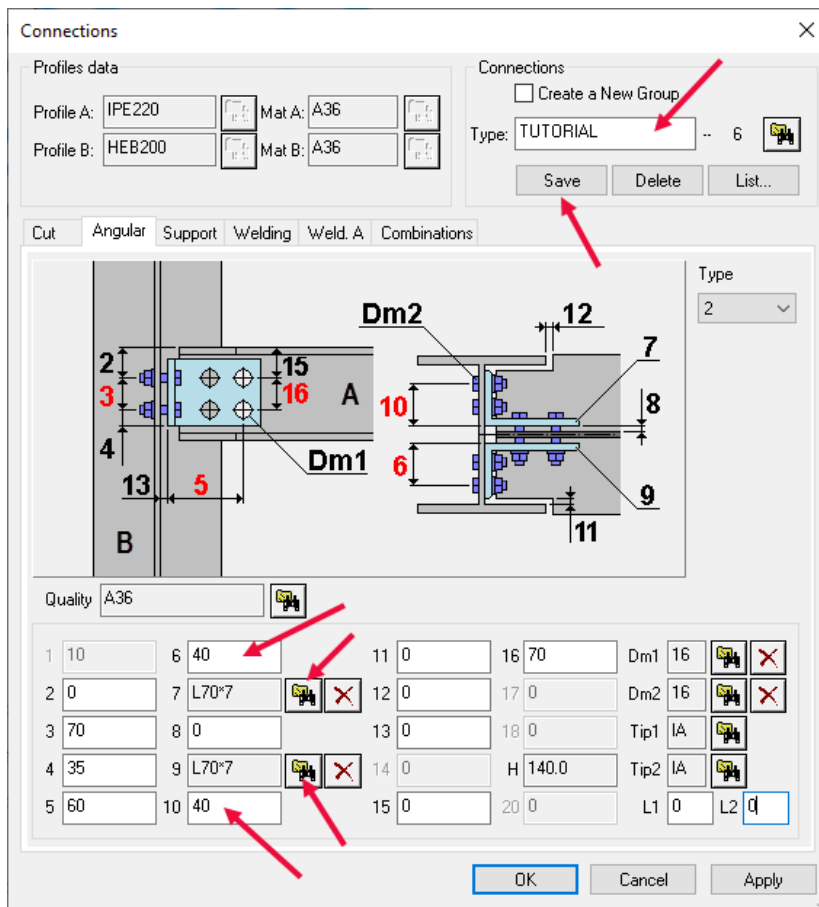 Connections
Profiles data
Profile A: IPE220 Mat A: A36
Profile B: HEB200 Mat B: A36
Connections
Create a New Group
Type: TUTORIAL -- 6
Save Delete List...
Cut Angular Support Welding Weld. A Combinations
Type
2
2
3
4
13
5
15
16
A
B
Dm1
Dm2
12
7
10
8
6
9
11
Quality A36
1 10 6 40 11 0 16 70 Dm1 16
2 0 7 L70*7 12 0 17 0 Dm2 16
3 70 8 0 13 0 18 0 Tip1 IA
4 35 9 L70*7 14 0 H 140.0 Tip2 IA
5 60 10 40 15 0 20 0 L1 0 L2 0
OK Cancel Apply